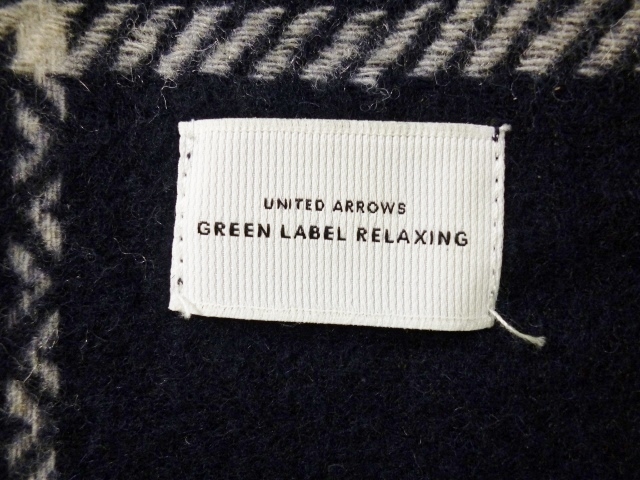 UNITED ARROWS
GREEN LABEL RELAXING